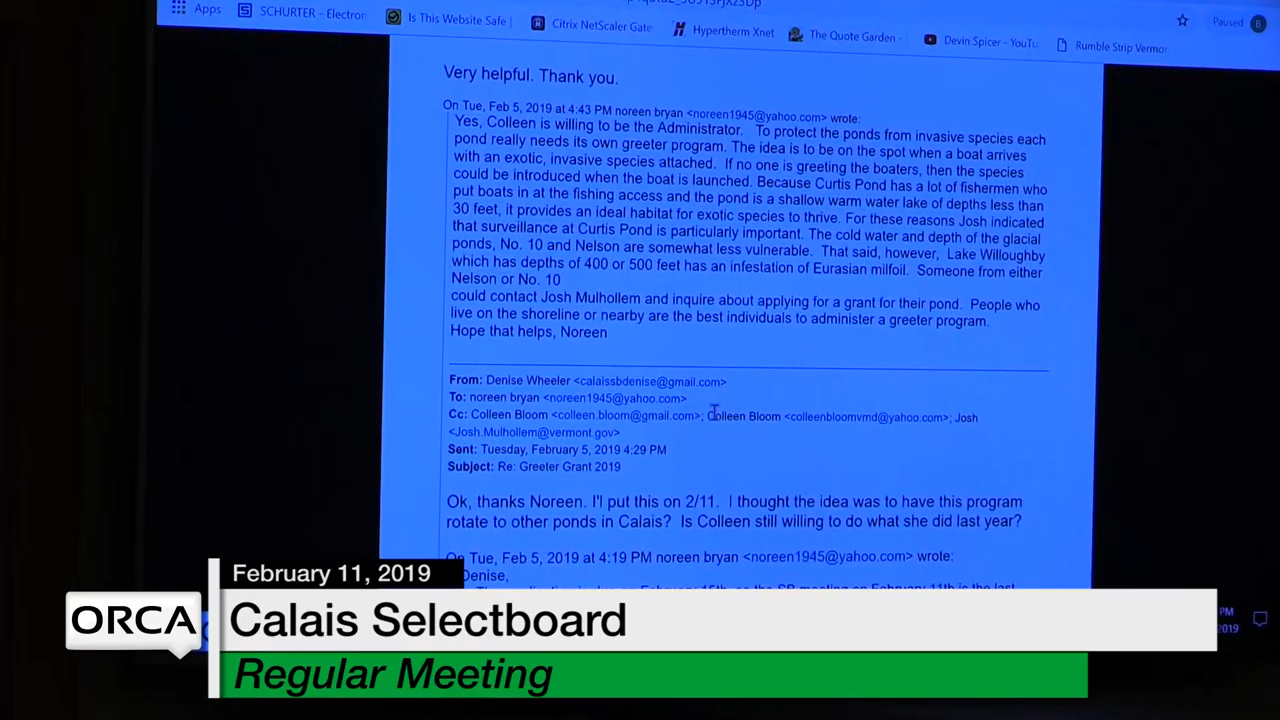 Apps SCHURTER - Electron Is This Website Safe | Citrix NetScaler Gate Hypertherm Xnet The Quote Garden - Devin Spicer - YouTu Rumble Strip Vermon Paused
Very helpful. Thank you.
On Tue, Feb 5, 2019 at 4:43 PM noreen bryan <noreen1945@yahoo.com> wrote:
Yes, Colleen is willing to be the Administrator. To protect the ponds from invasive species each
pond really needs its own greeter program. The idea is to be on the spot when a boat arrives
with an exotic, invasive species attached. If no one is greeting the boaters, then the species
could be introduced when the boat is launched. Because Curtis Pond has a lot of fishermen who
put boats in at the fishing access and the pond is a shallow warm water lake of depths less than
30 feet, it provides an ideal habitat for exotic species to thrive. For these reasons Josh indicated
that surveillance at Curtis Pond is particularly important. The cold water and depth of the glacial
ponds, No. 10 and Nelson are somewhat less vulnerable. That said, however, Lake Willoughby
which has depths of 400 or 500 feet has an infestation of Eurasian milfoil. Someone from either
Nelson or No. 10
could contact Josh Mulhollem and inquire about applying for a grant for their pond. People who
live on the shoreline or nearby are the best individuals to administer a greeter program.
Hope that helps, Noreen
From: Denise Wheeler <calaissbdenise@gmail.com>
To: noreen bryan <noreen1945@yahoo.com>
Cc: Colleen Bloom <colleen.bloom@gmail.com>; Colleen Bloom <colleenbloomvmd@yahoo.com>; Josh
<Josh.Mulhollem@vermont.gov>
Sent: Tuesday, February 5, 2019 4:29 PM
Subject: Re: Greeter Grant 2019
Ok, thanks Noreen. I'l put this on 2/11. I thought the idea was to have this program
rotate to other ponds in Calais? Is Colleen still willing to do what she did last year?
On Tue, Feb 5, 2019 at 4:19 PM noreen bryan <noreen1945@yahoo.com> wrote:
Denise,
PM
2019
February 11, 2019
ORCA
Calais Selectboard
Regular Meeting